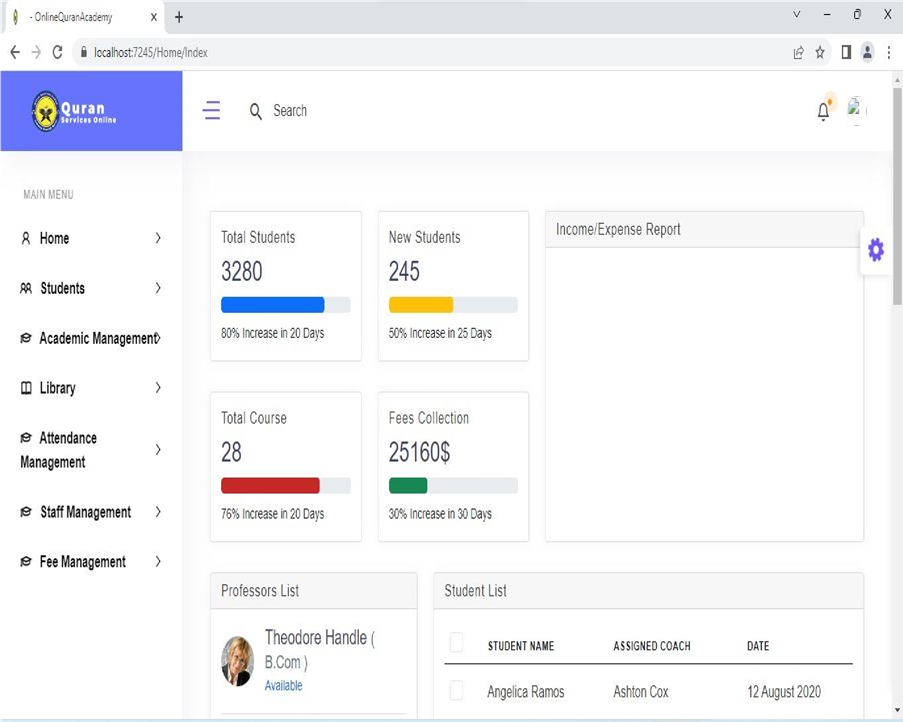 - OnlineQuranAcademy
localhost:7245/Home/Index
Quran
Services Online
Search
MAIN MENU
Home
Students
Academic Management
Library
Attendance
Management
Staff Management
Fee Management
Total Students
3280
80% Increase in 20 Days
New Students
245
50% Increase in 25 Days
Income/Expense Report
Total Course
28
76% Increase in 20 Days
Fees Collection
25160$
30% Increase in 30 Days
Professors List
Theodore Handle (
B.Com )
Available
Student List
STUDENT NAME ASSIGNED COACH DATE
Angelica Ramos Ashton Cox 12 August 2020